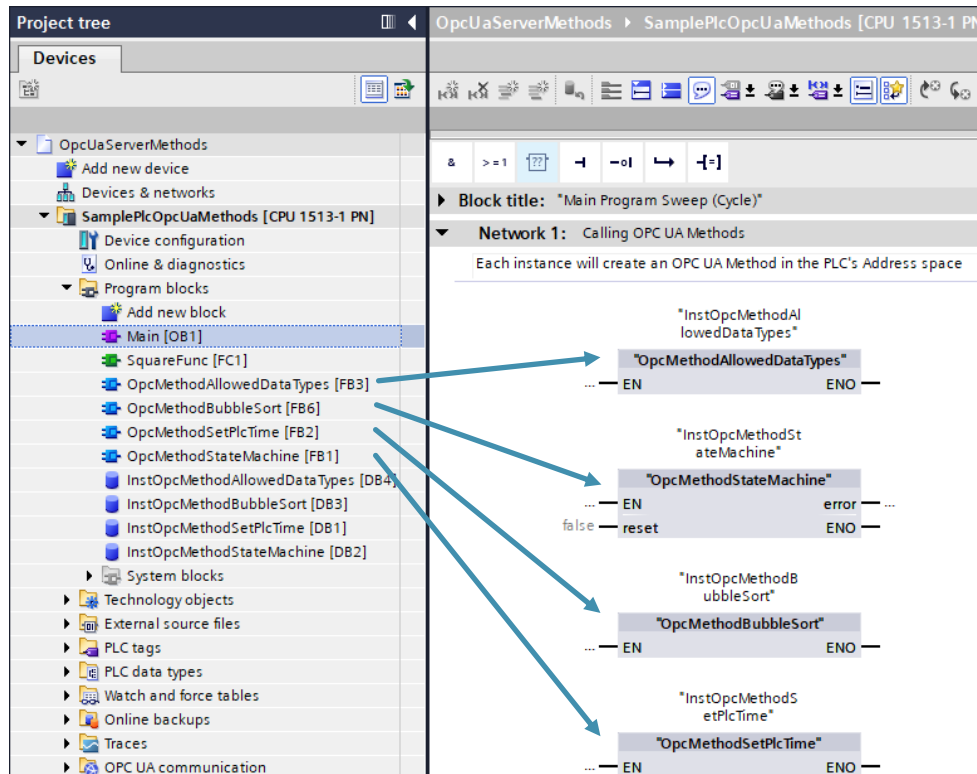 Project tree
Devices
OpcUaServerMethods
Add new device
Devices & networks
SamplePlcOpcUaMethods [CPU 1513-1 PN]
Device configuration
Online & diagnostics
Program blocks
Add new block
Main [OB1]
SquareFunc [FC1]
OpcMethodAllowedDataTypes [FB3]
OpcMethodBubbleSort [FB6]
OpcMethodSetPlcTime [FB2]
OpcMethodStateMachine [FB1]
InstOpcMethodAllowedDataTypes [DB4]
InstOpcMethodBubbleSort [DB3]
InstOpcMethodSetPlcTime [DB1]
InstOpcMethodStateMachine [DB2]
System blocks
Technology objects
External source files
PLC tags
PLC data types
Watch and force tables
Online backups
Traces
OPC UA communication
OpcUaServerMethods SamplePlcOpcUaMethods [CPU 1513-1 PN
& >=1 ??
Block title: "Main Program Sweep (Cycle)"
Network 1: Calling OPC UA Methods
Each instance will create an OPC UA Method in the PLC's Address space
"InstOpcMethodAl
lowedDataTypes"
"OpcMethodAllowedDataTypes"
... EN ENO
"InstOpcMethodSt
ateMachine"
"OpcMethodStateMachine"
... EN error ...
false reset ENO
"InstOpcMethodB
ubbleSort"
"OpcMethodBubbleSort"
... EN ENO
"InstOpcMethodS
etPlcTime"
"OpcMethodSetPlcTime"
... EN ENO